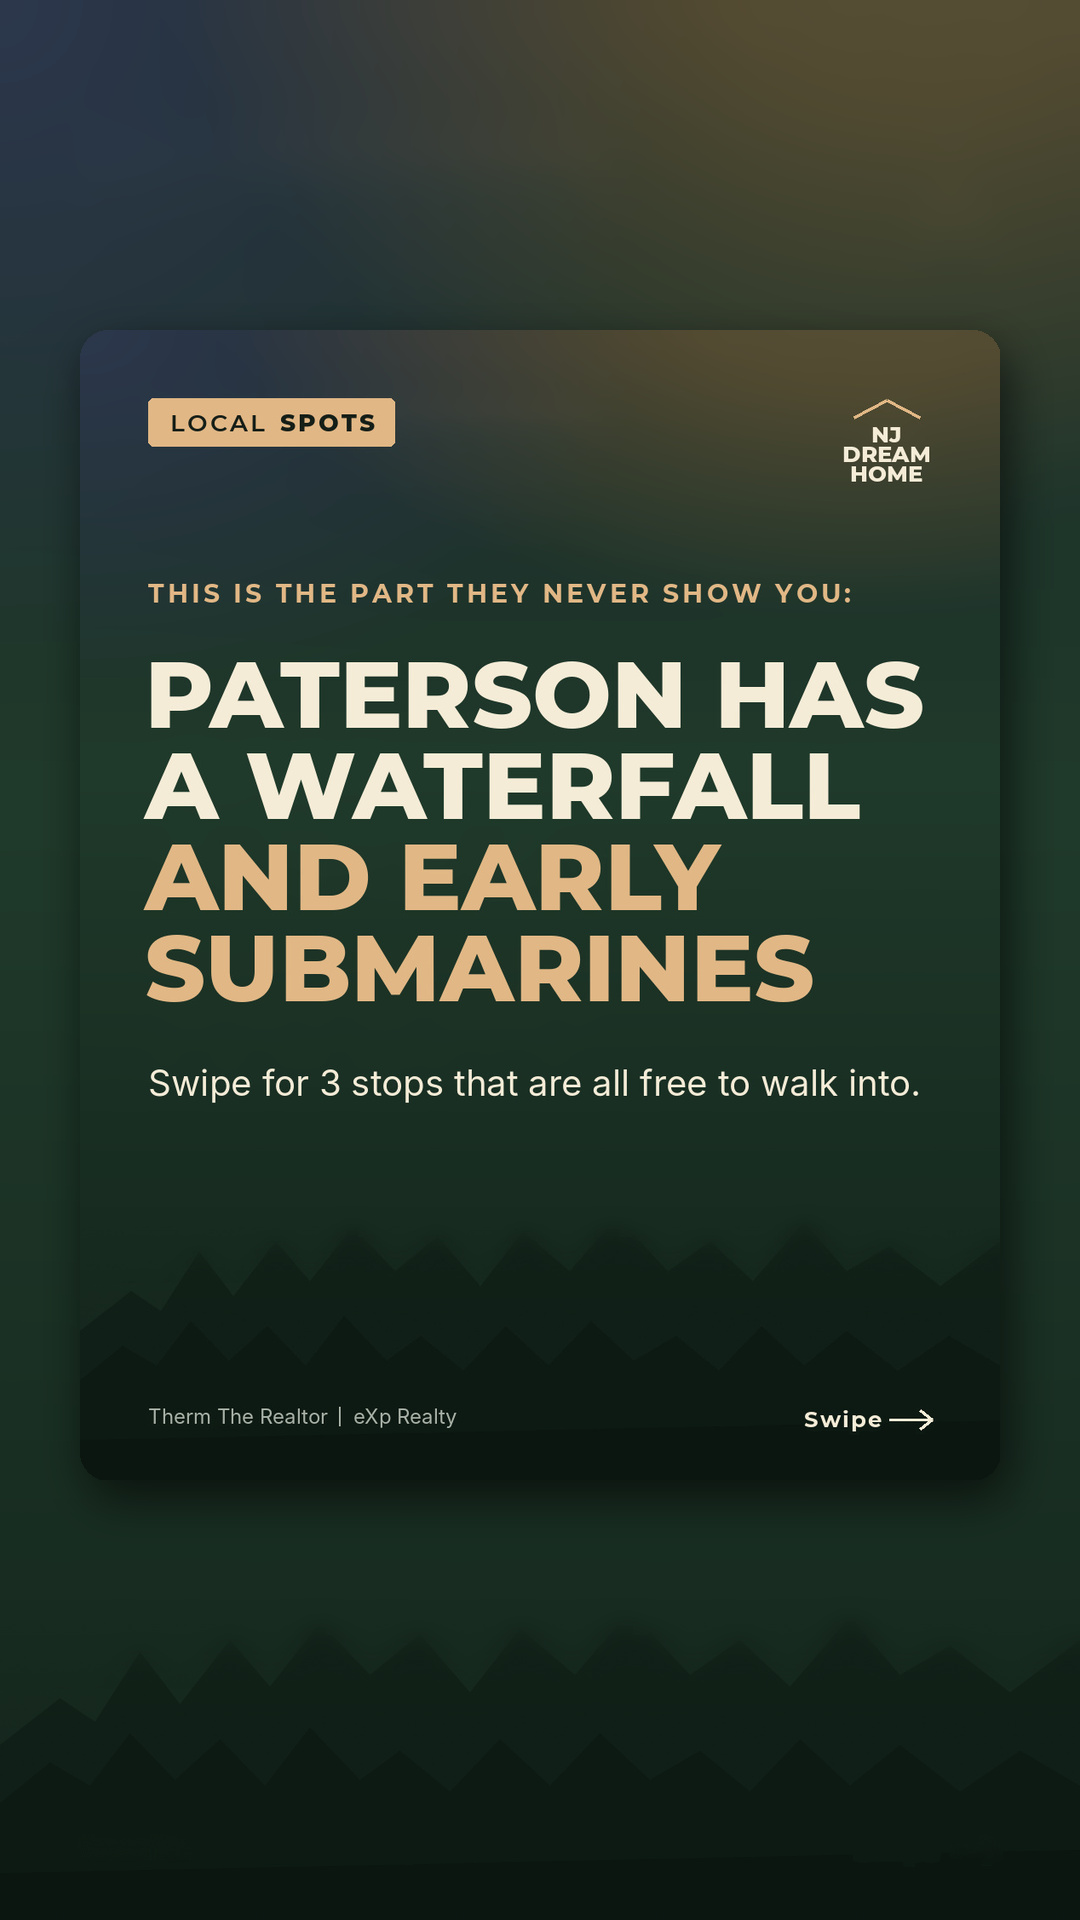 LOCAL SPOTS
NJ
DREAM
HOME
THIS IS THE PART THEY NEVER SHOW YOU:
PATERSON HAS
A WATERFALL
AND EARLY
SUBMARINES
Swipe for 3 stops that are all free to walk into.
Therm The Realtor | eXp Realty
Swipe